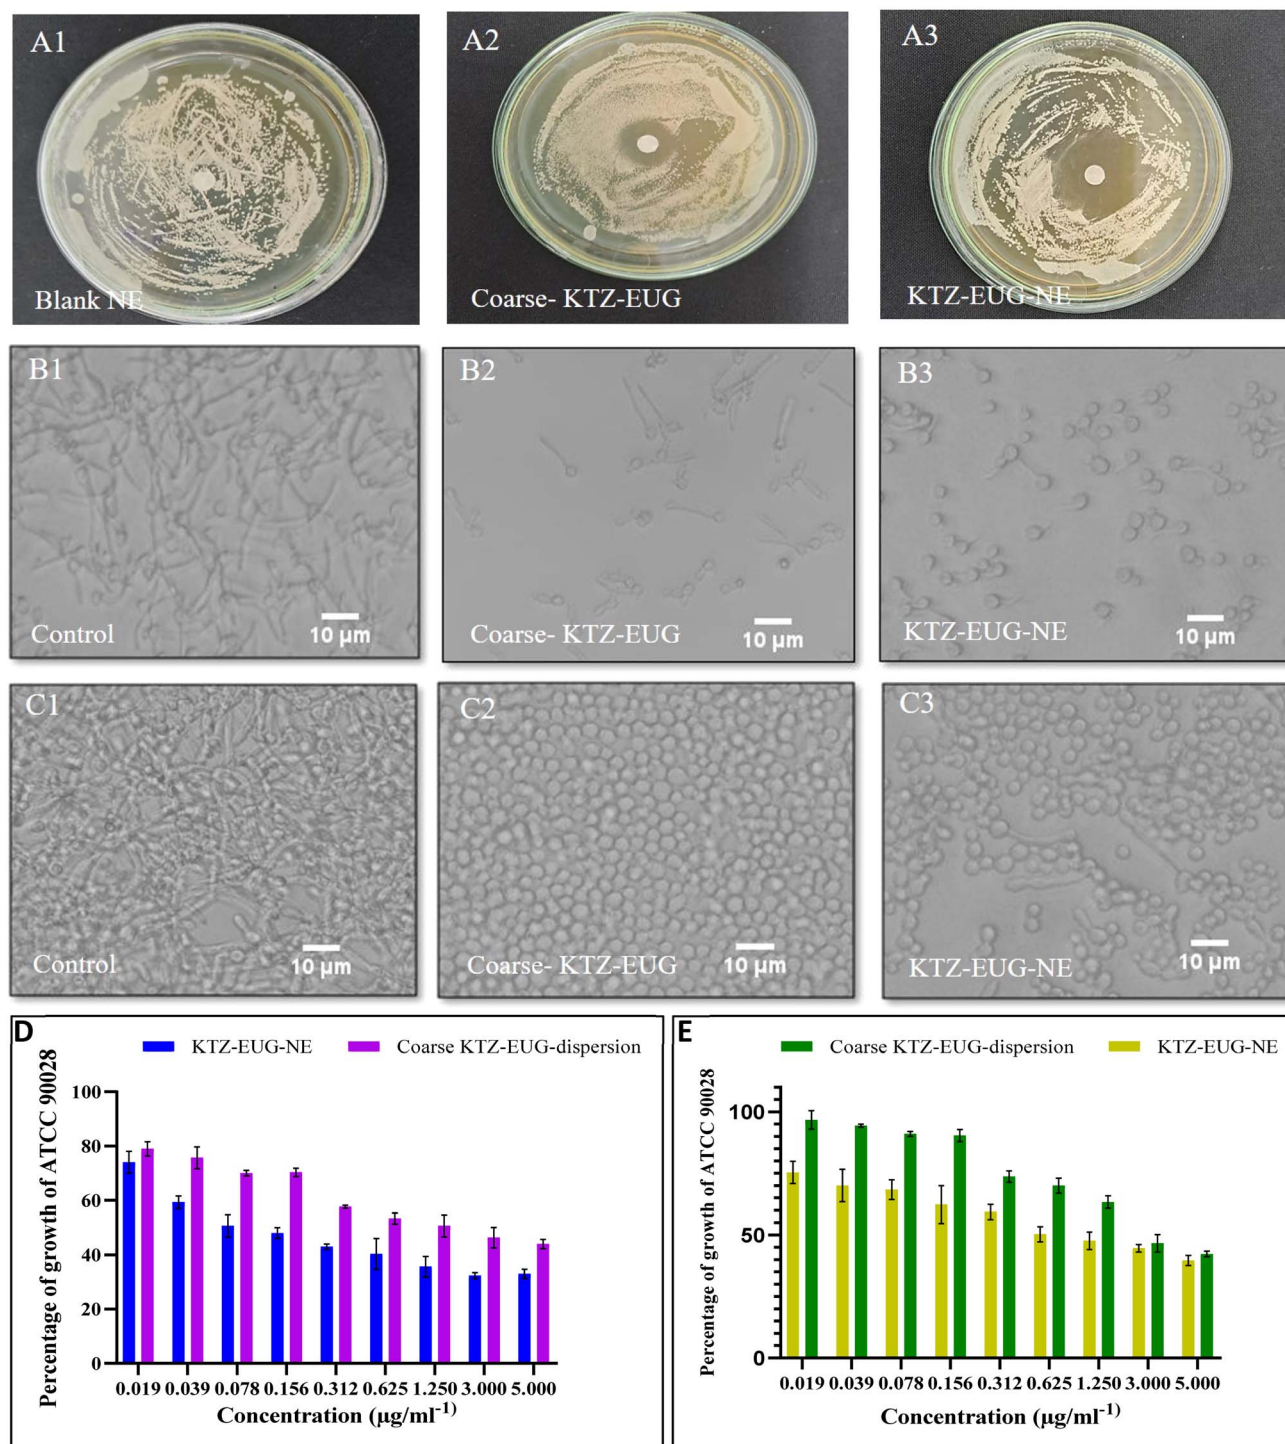 A1
A2
A3
Blank NE
Coarse- KTZ-EUG
KTZ-EUG-NE
B1
B2
B3
10 µm
10 µm
10 µm
Control
Coarse- KTZ-EUG
KTZ-EUG-NE
C1
C2
C3
10 µm
10 µm
10 µm
Control
Coarse- KTZ-EUG
KTZ-EUG-NE
D
KTZ-EUG-NE
Coarse KTZ-EUG-dispersion
Percentage of growth of ATCC 90028
100
80
60
40
20
0
0.019 0.039 0.078 0.156 0.312 0.625 1.250 3.000 5.000
Concentration (µg/ml⁻¹)
E
Coarse KTZ-EUG-dispersion
KTZ-EUG-NE
Percentage of growth of ATCC 90028
100
50
0
0.019 0.039 0.078 0.156 0.312 0.625 1.250 3.000 5.000
Concentration (µg/ml⁻¹)